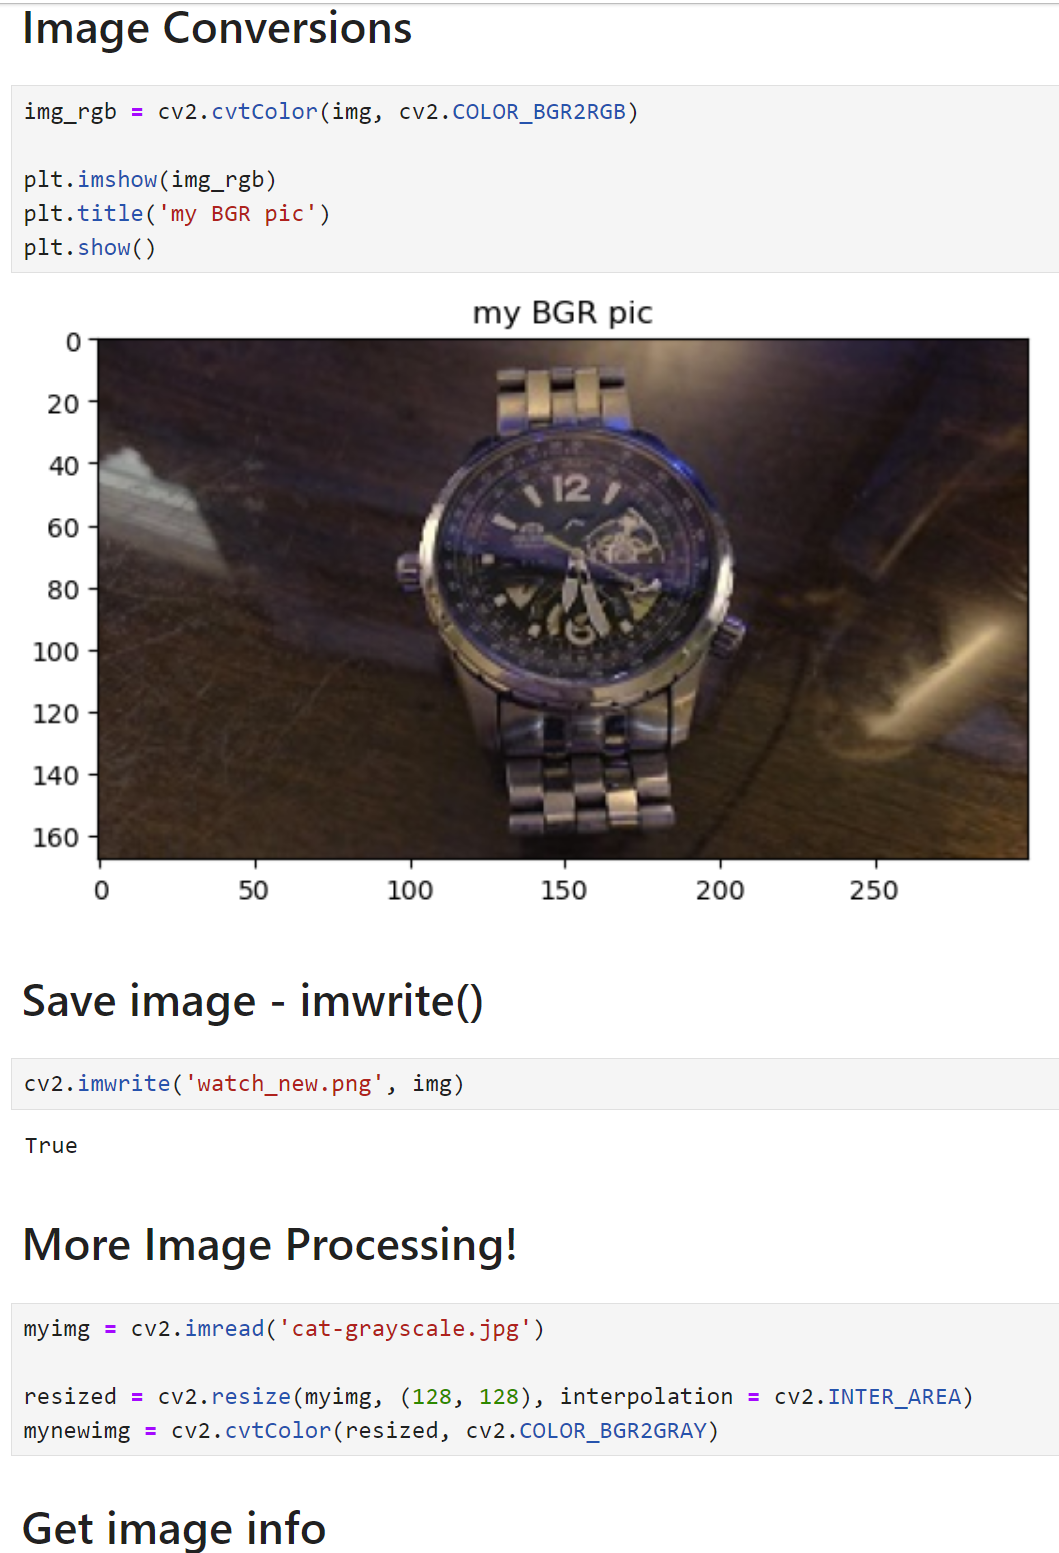 Image Conversions
img_rgb = cv2.cvtColor(img, cv2.COLOR_BGR2RGB)
plt.imshow(img_rgb)
plt.title('my BGR pic')
plt.show()
my BGR pic
0
20
40
60
80
100
120
140
160
12
6
0 50 100 150 200 250
Save image - imwrite()
cv2.imwrite('watch_new.png', img)
True
More Image Processing!
myimg = cv2.imread('cat-grayscale.jpg')
resized = cv2.resize(myimg, (128, 128), interpolation = cv2.INTER_AREA)
mynewimg = cv2.cvtColor(resized, cv2.COLOR_BGR2GRAY)
Get image info